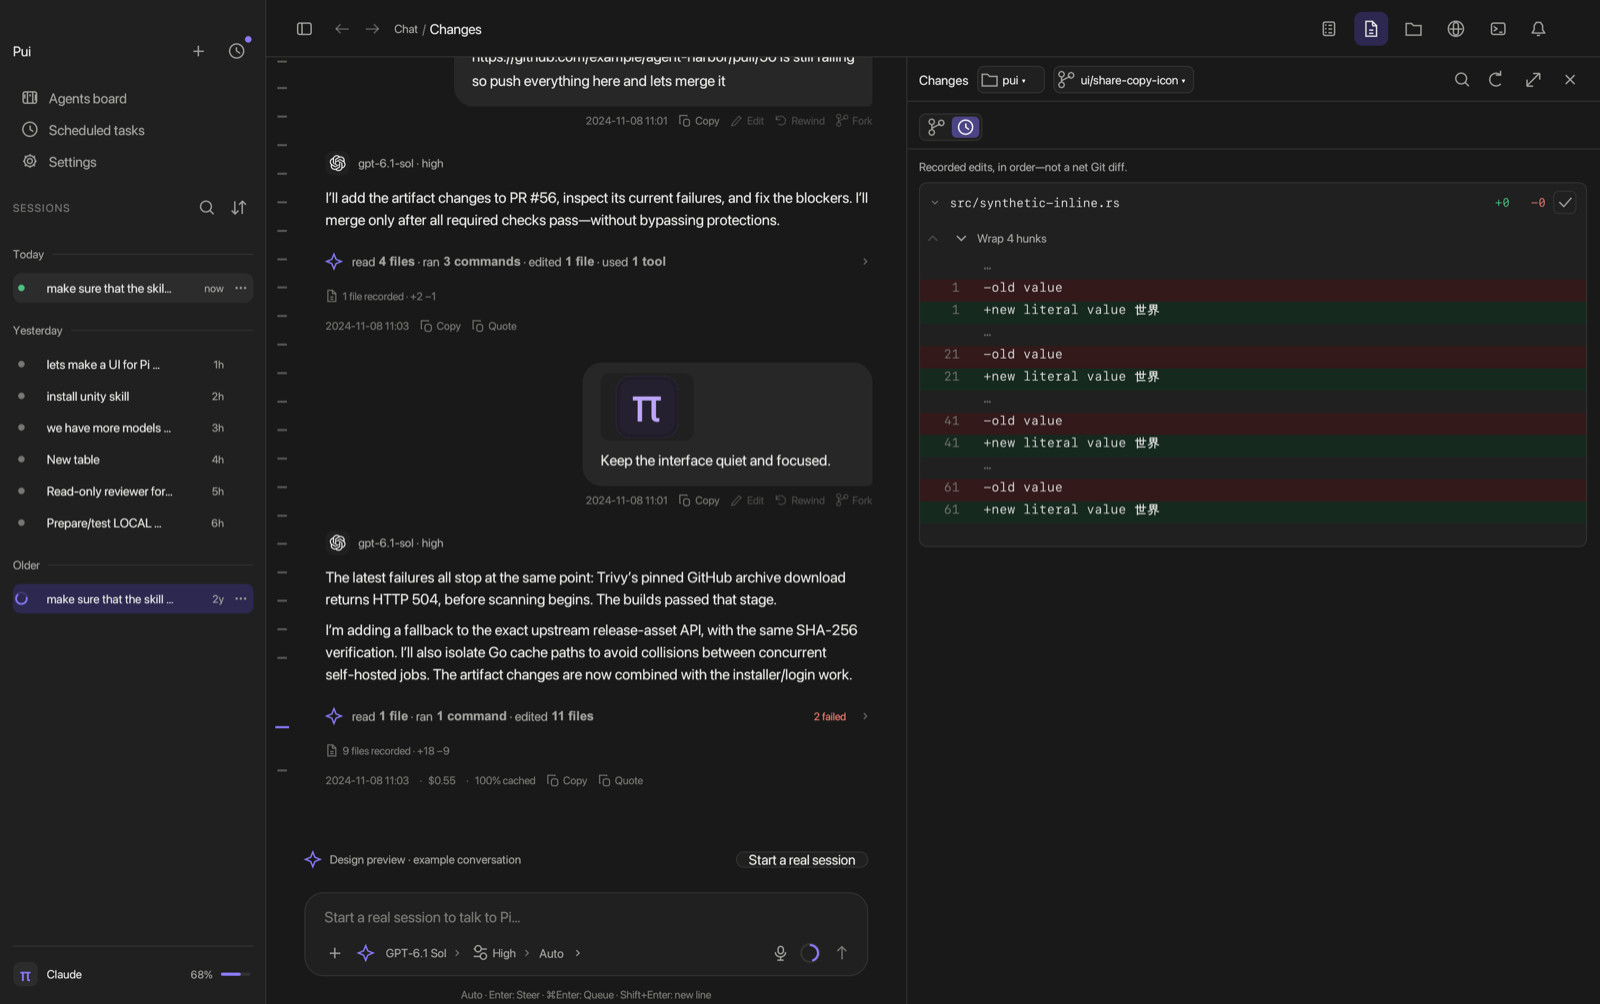 Pui
Agents board
Scheduled tasks
Settings
SESSIONS
Today
make sure that the skil... now
Yesterday
lets make a UI for Pi ... 1h
install unity skill 2h
we have more models ... 3h
New table 4h
Read-only reviewer for... 5h
Prepare/test LOCAL ... 6h
Older
make sure that the skill ... 2y
π Claude 68%
Chat / Changes
https://github.com/example/agent-harbor/pull/56 is still failing
so push everything here and lets merge it
2024-11-08 11:01 Copy Edit Rewind Fork
gpt-6.1-sol · high
I’ll add the artifact changes to PR #56, inspect its current failures, and fix the blockers. I’ll
merge only after all required checks pass—without bypassing protections.
read 4 files · ran 3 commands · edited 1 file · used 1 tool
1 file recorded · +2 −1
2024-11-08 11:03 Copy Quote
π
Keep the interface quiet and focused.
2024-11-08 11:01 Copy Edit Rewind Fork
gpt-6.1-sol · high
The latest failures all stop at the same point: Trivy’s pinned GitHub archive download
returns HTTP 504, before scanning begins. The builds passed that stage.
I’m adding a fallback to the exact upstream release-asset API, with the same SHA-256
verification. I’ll also isolate Go cache paths to avoid collisions between concurrent
self-hosted jobs. The artifact changes are now combined with the installer/login work.
read 1 file · ran 1 command · edited 11 files 2 failed
9 files recorded · +18 −9
2024-11-08 11:03 · $0.55 · 100% cached Copy Quote
Design preview · example conversation Start a real session
Start a real session to talk to Pi...
GPT-6.1 Sol High Auto
Auto · Enter: Steer · ⌘Enter: Queue · Shift+Enter: new line
Changes pui ui/share-copy-icon
Recorded edits, in order—not a net Git diff.
src/synthetic-inline.rs +0 −0
Wrap 4 hunks
…
1 −old value
1 +new literal value 世界
…
21 −old value
21 +new literal value 世界
…
41 −old value
41 +new literal value 世界
…
61 −old value
61 +new literal value 世界